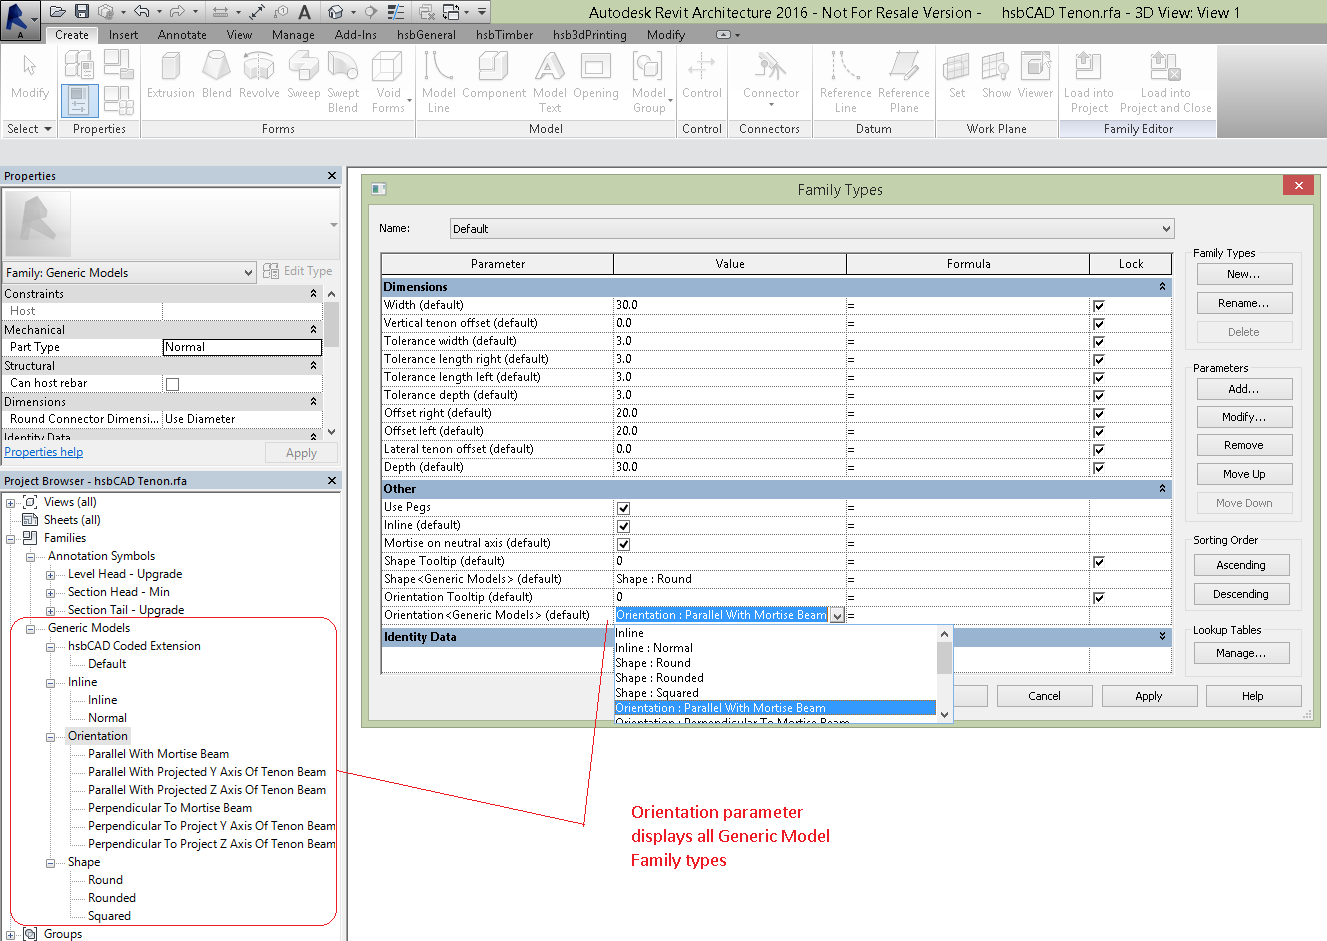 Autodesk Revit Architecture 2016 - Not For Resale Version - hsbCAD Tenon.rfa - 3D View: View 1
A
Create Insert Annotate View Manage Add-Ins hsbGeneral hsbTimber hsb3dPrinting Modify
Modify
Extrusion Blend Revolve Sweep Swept Blend Void Forms
Model Line Component Model Text Opening Model Group
Control
Connector
Reference Line Reference Plane
Set Show Viewer
Load into Project Load into Project and Close
Select Properties Forms Model Control Connectors Datum Work Plane Family Editor
Properties
Family: Generic Models Edit Type
Constraints
Host
Mechanical
Part Type Normal
Structural
Can host rebar
Dimensions
Round Connector Dimensi... Use Diameter
Identity Data
Properties help Apply
Project Browser - hsbCAD Tenon.rfa
Views (all)
Sheets (all)
Families
Annotation Symbols
Level Head - Upgrade
Section Head - Min
Section Tail - Upgrade
Generic Models
hsbCAD Coded Extension
Default
Inline
Inline
Normal
Orientation
Parallel With Mortise Beam
Parallel With Projected Y Axis Of Tenon Beam
Parallel With Projected Z Axis Of Tenon Beam
Perpendicular To Mortise Beam
Perpendicular To Project Y Axis Of Tenon Beam
Perpendicular To Project Z Axis Of Tenon Beam
Shape
Round
Rounded
Squared
Groups
Family Types
Name: Default
Parameter Value Formula Lock
Dimensions
Width (default) 30.0 =
Vertical tenon offset (default) 0.0 =
Tolerance width (default) 3.0 =
Tolerance length right (default) 3.0 =
Tolerance length left (default) 3.0 =
Tolerance depth (default) 3.0 =
Offset right (default) 20.0 =
Offset left (default) 20.0 =
Lateral tenon offset (default) 0.0 =
Depth (default) 30.0 =
Other
Use Pegs =
Inline (default) =
Mortise on neutral axis (default) =
Shape Tooltip (default) 0 =
Shape<Generic Models> (default) Shape : Round =
Orientation Tooltip (default) 0 =
Orientation<Generic Models> (default) Orientation : Parallel With Mortise Beam =
Identity Data
Inline
Inline : Normal
Shape : Round
Shape : Rounded
Shape : Squared
Orientation : Parallel With Mortise Beam
Orientation : Perpendicular To Mortise Beam
Family Types
New...
Rename...
Delete
Parameters
Add...
Modify...
Remove
Move Up
Move Down
Sorting Order
Ascending
Descending
Lookup Tables
Manage...
Cancel Apply Help
Orientation parameter
displays all Generic Model
Family types